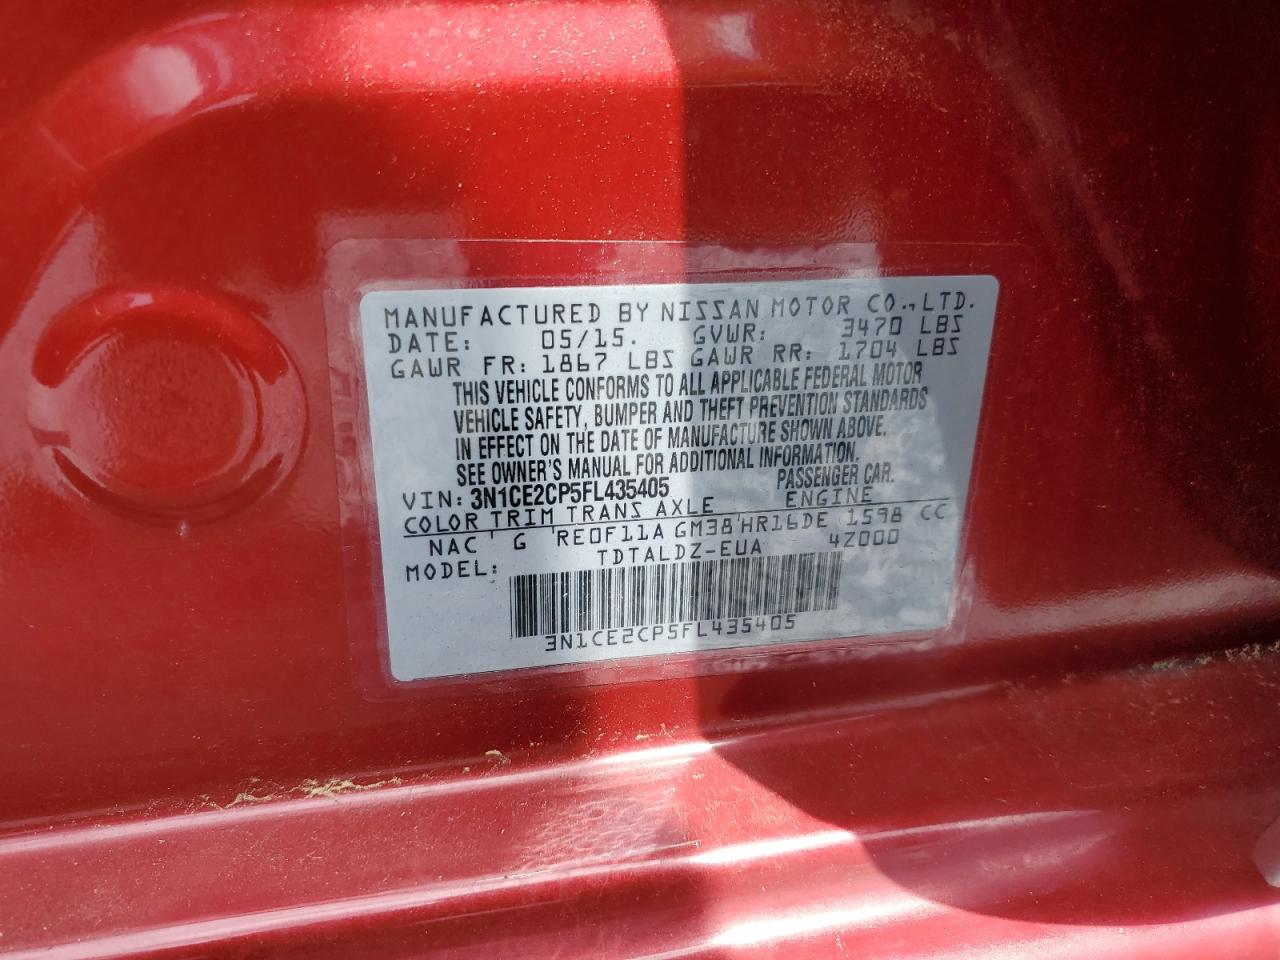 MANUFACTURED BY NISSAN MOTOR CO.,LTD.
DATE: 05/15. GVWR: 3470 LBS
GAWR FR: 1867 LBS GAWR RR: 1704 LBS
THIS VEHICLE CONFORMS TO ALL APPLICABLE FEDERAL MOTOR
VEHICLE SAFETY, BUMPER AND THEFT PREVENTION STANDARDS
IN EFFECT ON THE DATE OF MANUFACTURE SHOWN ABOVE.
SEE OWNER'S MANUAL FOR ADDITIONAL INFORMATION.
VIN: 3N1CE2CP5FL435405 PASSENGER CAR.
COLOR TRIM TRANS AXLE ENGINE
NAC G RE0F11A GM38 HR16DE 1598 CC
MODEL: TDTALDZ-EUA 4Z000
3N1CE2CP5FL435405